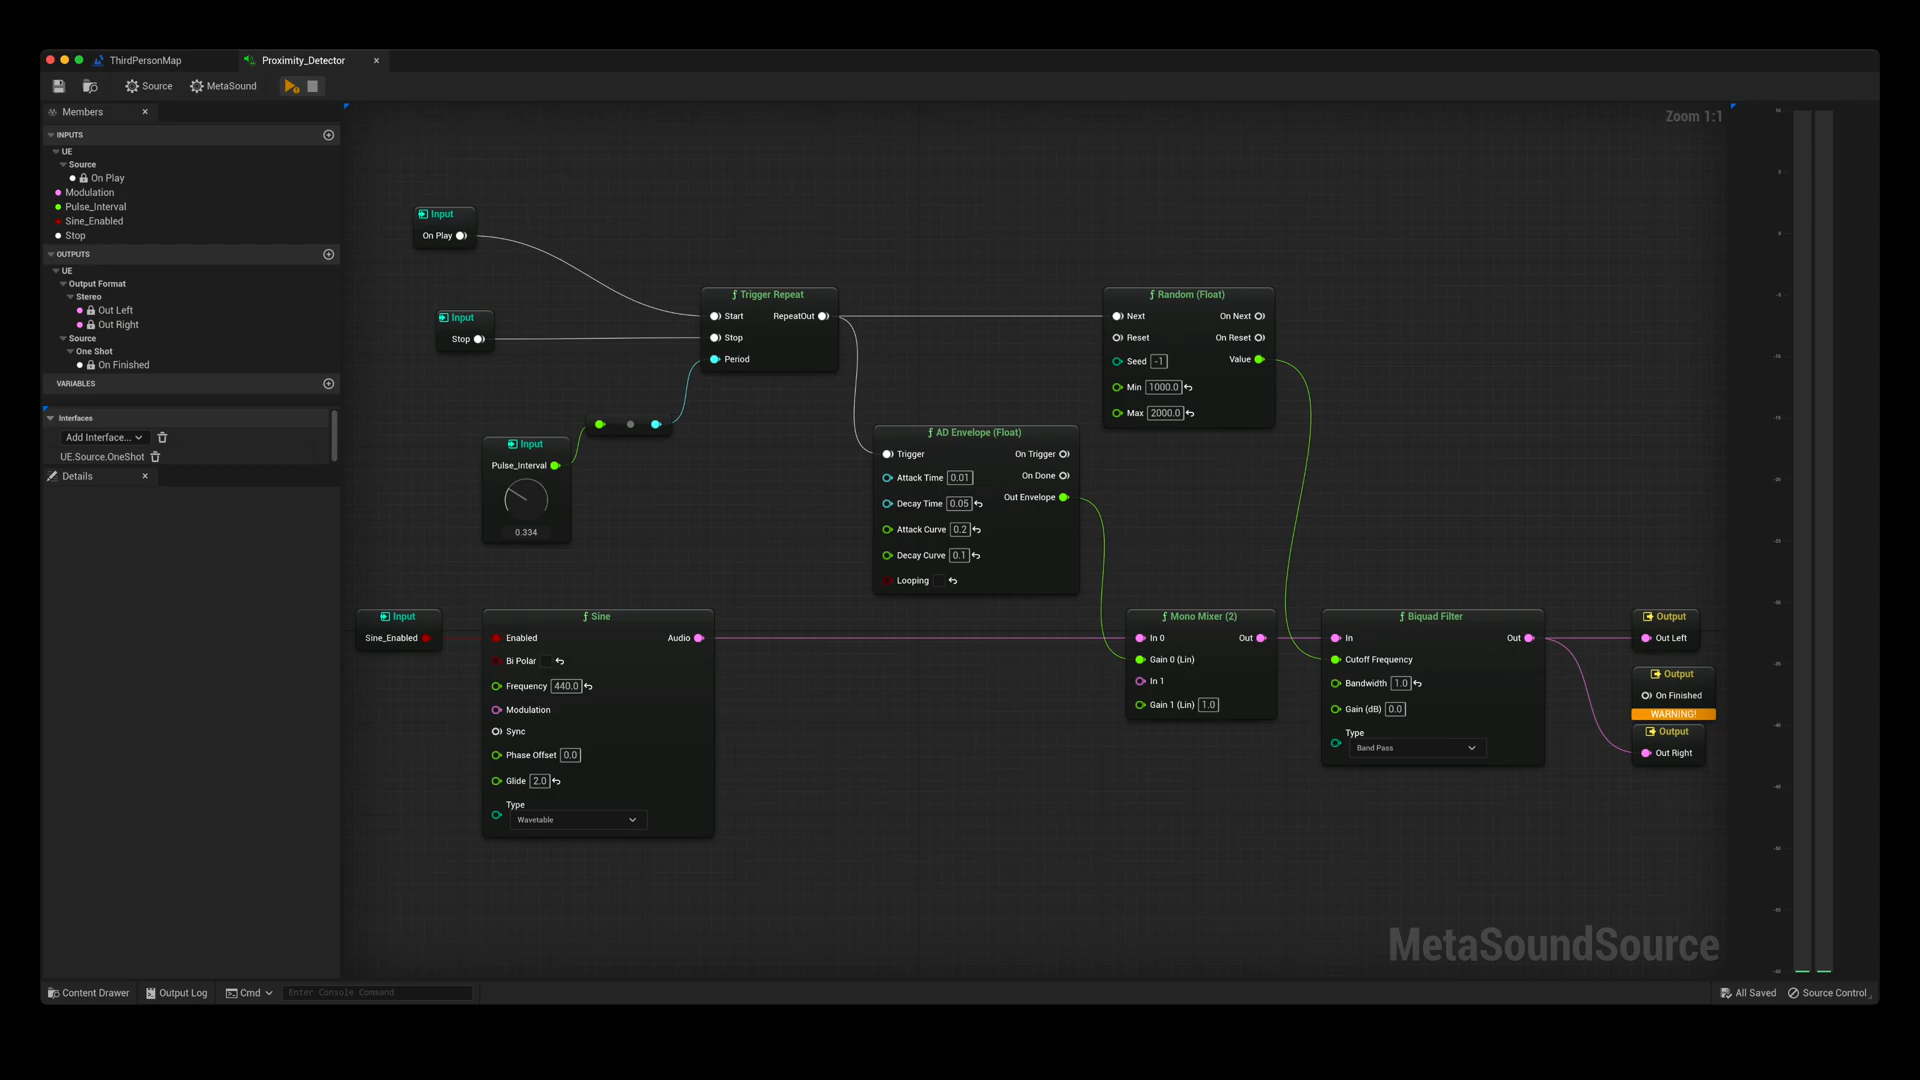 ThirdPersonMap
Proximity_Detector
Source
MetaSound
Members
INPUTS
UE
Source
On Play
Modulation
Pulse_Interval
Sine_Enabled
Stop
OUTPUTS
UE
Output Format
Stereo
Out Left
Out Right
Source
One Shot
On Finished
VARIABLES
Interfaces
Add Interface...
UE.Source.OneShot
Details
Zoom 1:1
Input
On Play
Input
Stop
Trigger Repeat
Start RepeatOut
Stop
Period
Input
Pulse_Interval
0.334
Random (Float)
Next On Next
Reset On Reset
Seed -1 Value
Min 1000.0
Max 2000.0
AD Envelope (Float)
Trigger On Trigger
Attack Time 0.01 On Done
Decay Time 0.05 Out Envelope
Attack Curve 0.2
Decay Curve 0.1
Looping
Input
Sine_Enabled
Sine
Enabled Audio
Bi Polar
Frequency 440.0
Modulation
Sync
Phase Offset 0.0
Glide 2.0
Type
Wavetable
Mono Mixer (2)
In 0 Out
Gain 0 (Lin)
In 1
Gain 1 (Lin) 1.0
Biquad Filter
In Out
Cutoff Frequency
Bandwidth 1.0
Gain (dB) 0.0
Type
Band Pass
Output
Out Left
Output
On Finished
WARNING!
Output
Out Right
MetaSoundSource
Content Drawer
Output Log
Cmd
Enter Console Command
All Saved
Source Control